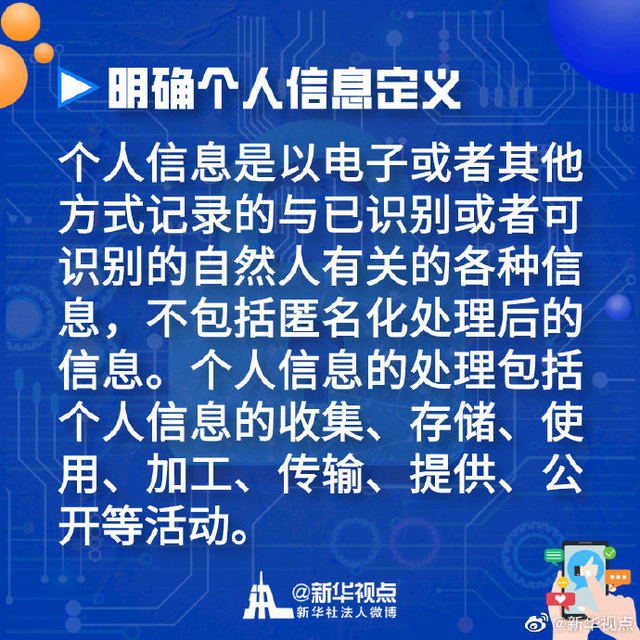 明确个人信息定义
个人信息是以电子或者其他
方式记录的与已识别或者可
识别的自然人有关的各种信
息，不包括匿名化处理后的
信息。个人信息的处理包括
个人信息的收集、存储、使
用、加工、传输、提供、公
开等活动。
@新华视点
新华社法人微博
@新华视点